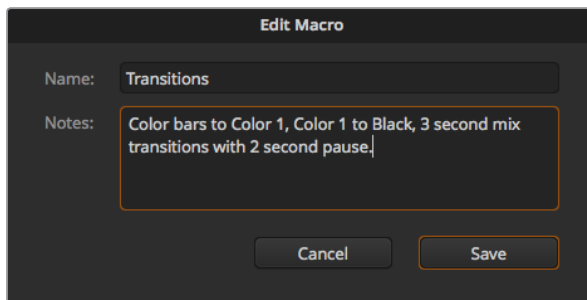 Edit Macro
Name: Transitions
Notes: Color bars to Color 1, Color 1 to Black, 3 second mix
transitions with 2 second pause.
Cancel Save